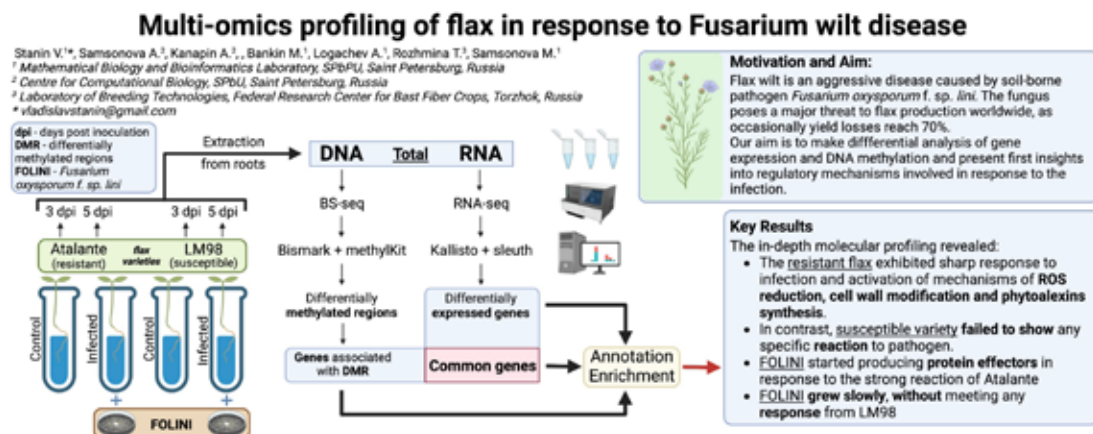 Multi-omics profiling of flax in response to Fusarium wilt disease
Stanin V.¹*, Samsonova A.², Kanapin A.², , Bankin M.¹, Logachev A.¹, Rozhmina T.³, Samsonova M.¹
¹ Mathematical Biology and Bioinformatics Laboratory, SPbPU, Saint Petersburg, Russia
² Centre for Computational Biology, SPbU, Saint Petersburg, Russia
³ Laboratory of Breeding Technologies, Federal Research Center for Bast Fiber Crops, Torzhok, Russia
* vladislavstanin@gmail.com
dpi - days post inoculation
DMR - differentially
methylated regions
FOLINI - Fusarium
oxysporum f. sp. lini
Extraction
from roots
3 dpi 5 dpi
3 dpi 5 dpi
Atalante
(resistant)
flax
varieties
LM98
(susceptible)
Control
Infected
Control
Infected
+
+
FOLINI
DNA Total RNA
BS-seq
RNA-seq
Bismark + methylKit
Kallisto + sleuth
Differentially
methylated regions
Differentially
expressed genes
Genes associated
with DMR
Common genes
Annotation
Enrichment
Motivation and Aim:
Flax wilt is an aggressive disease caused by soil-borne
pathogen Fusarium oxysporum f. sp. lini. The fungus
poses a major threat to flax production worldwide, as
occasionally yield losses reach 70%.
Our aim is to make diffferential analysis of gene
expression and DNA methylation and present first insights
into regulatory mechanisms involved in response to the
infection.
Key Results
The in-depth molecular profiling revealed:
• The resistant flax exhibited sharp response to
infection and activation of mechanisms of ROS
reduction, cell wall modification and phytoalexins
synthesis.
• In contrast, susceptible variety failed to show any
specific reaction to pathogen.
• FOLINI started producing protein effectors in
response to the strong reaction of Atalante
• FOLINI grew slowly, without meeting any
response from LM98